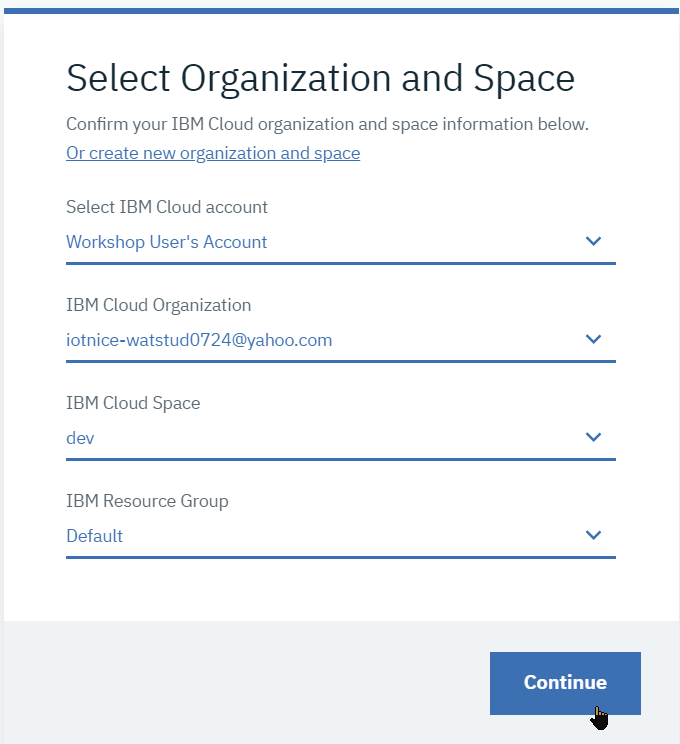 Select Organization and Space
Confirm your IBM Cloud organization and space information below.
Or create new organization and space
Select IBM Cloud account
Workshop User's Account
IBM Cloud Organization
iotnice-watstud0724@yahoo.com
IBM Cloud Space
dev
IBM Resource Group
Default
Continue